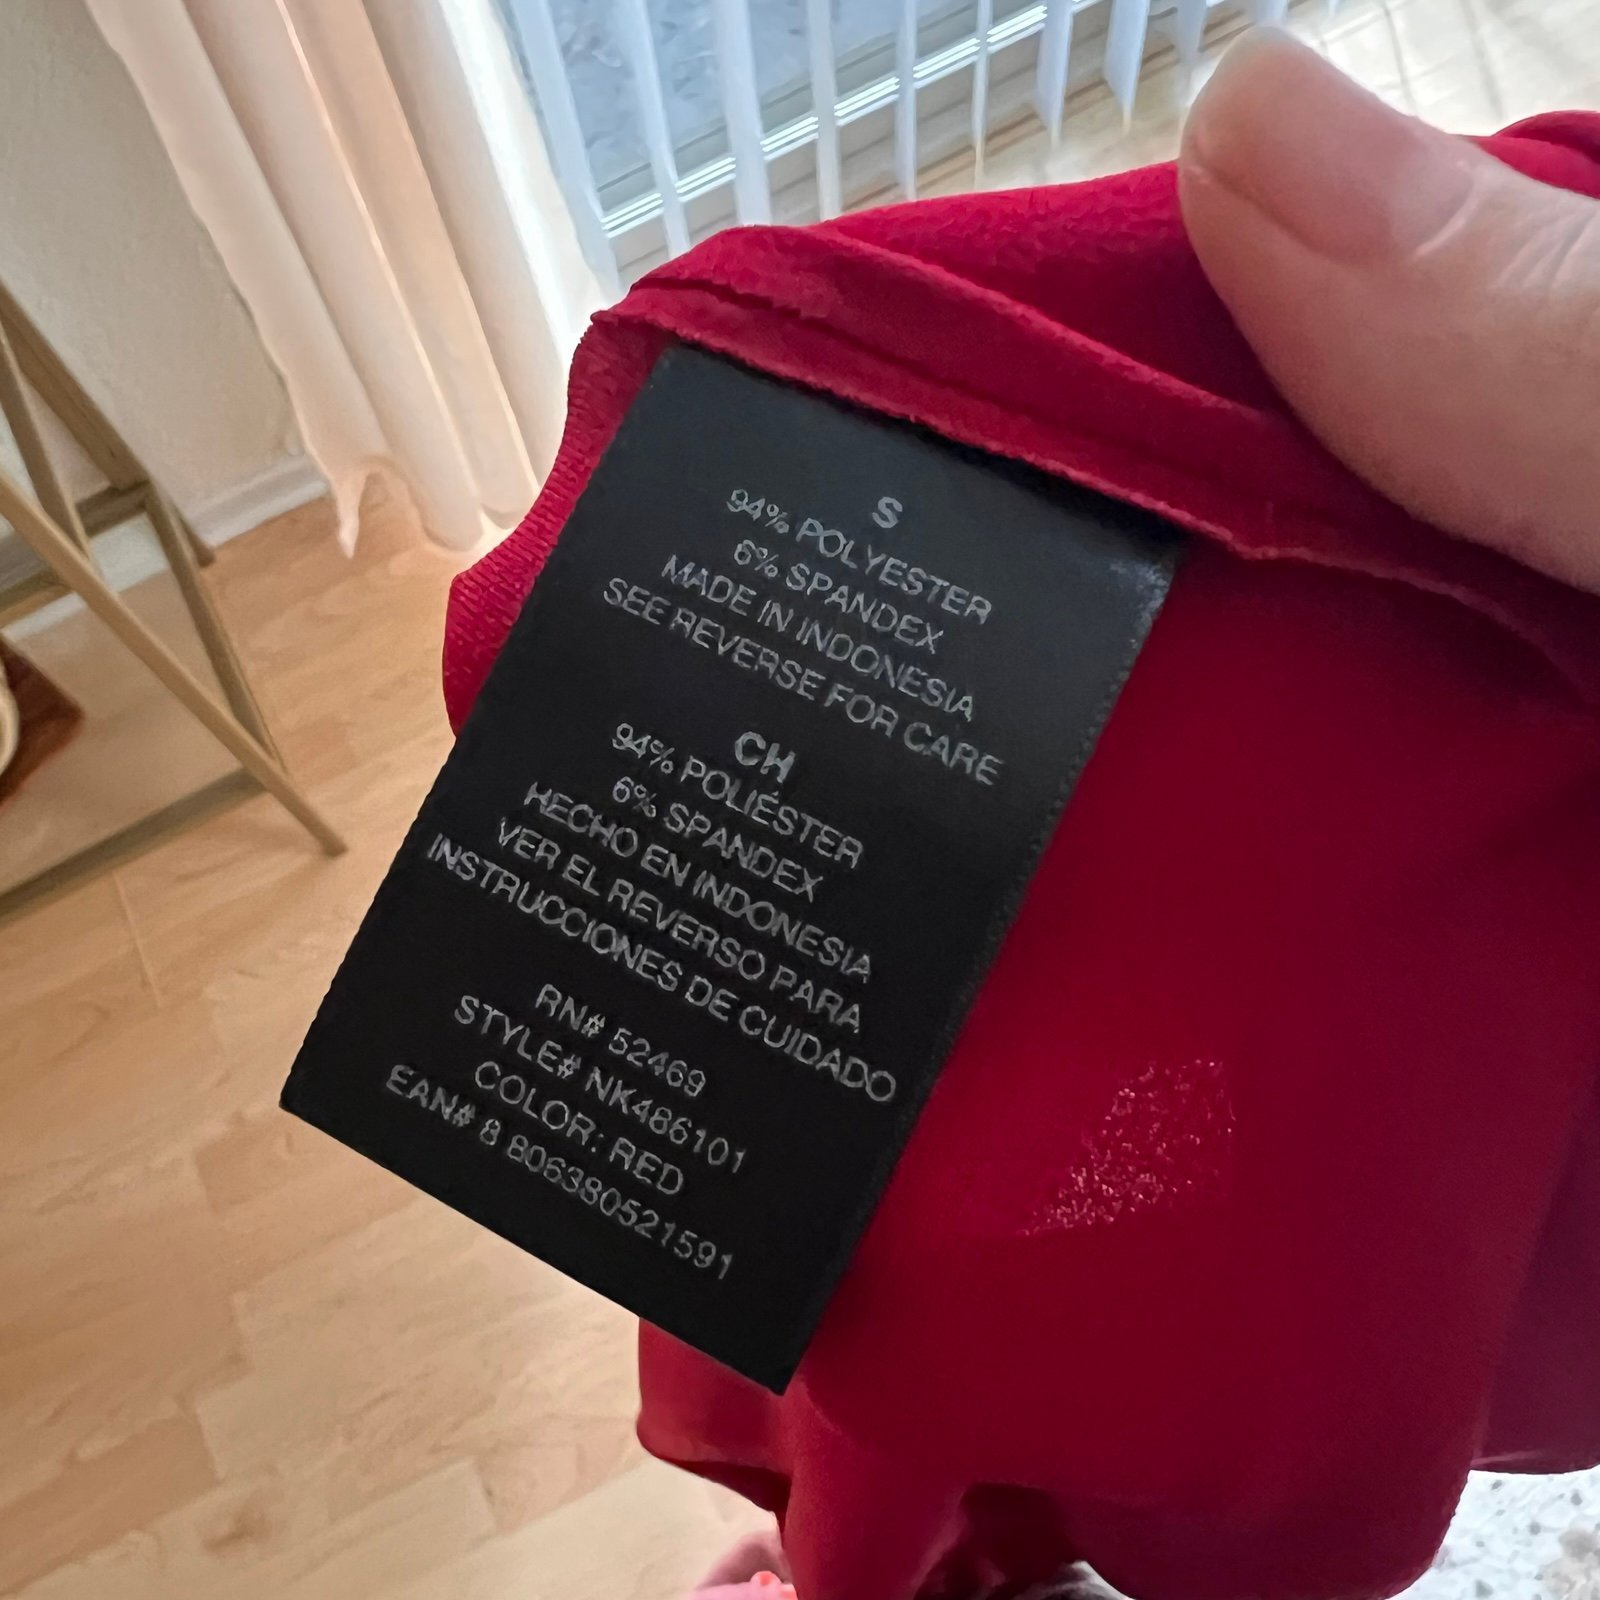 S
94% POLYESTER
6% SPANDEX
MADE IN INDONESIA
SEE REVERSE FOR CARE
CH
94% POLIÉSTER
6% SPANDEX
HECHO EN INDONESIA
VER EL REVERSO PARA
INSTRUCCIONES DE CUIDADO
RN# 52469
STYLE# NK486101
COLOR: RED
EAN# 8 806380521591